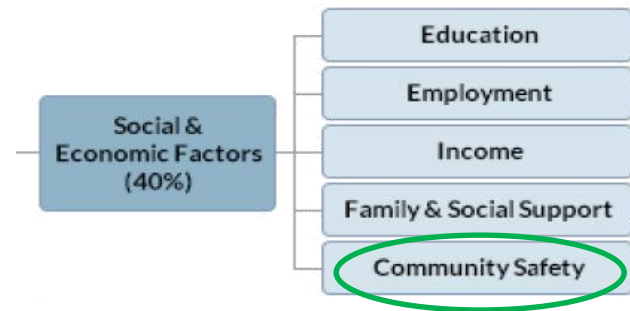 Education
Employment
Social &
Economic Factors
(40%)
Income
Family & Social Support
Community Safety